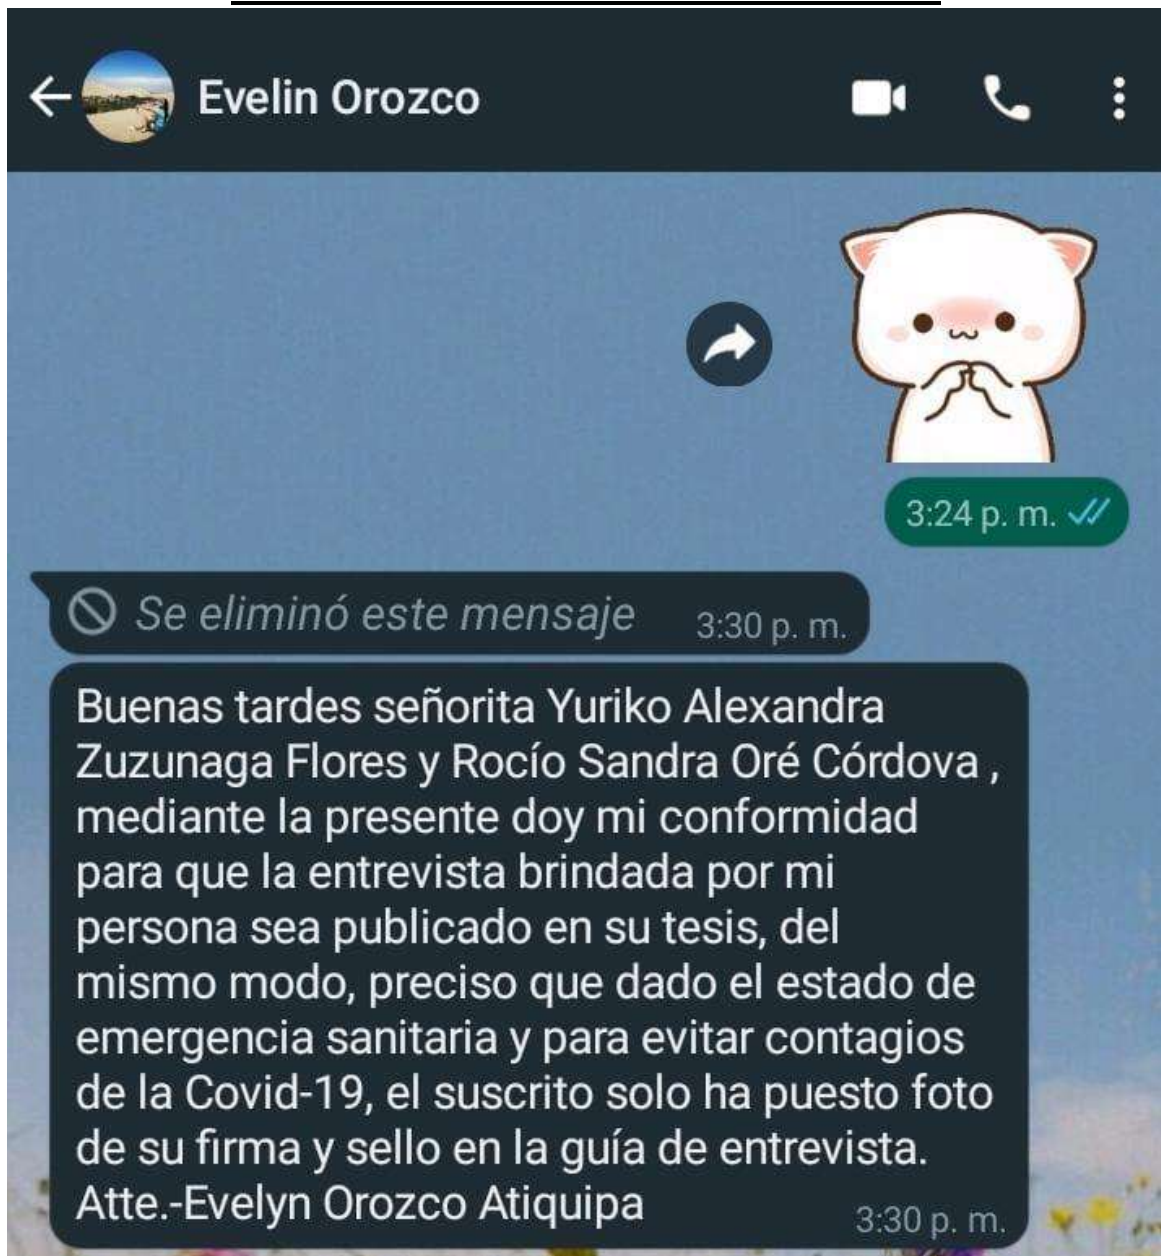 Evelin Orozco
3:24 p. m.
Se eliminó este mensaje 3:30 p. m.
Buenas tardes señorita Yuriko Alexandra
Zuzunaga Flores y Rocío Sandra Oré Córdova ,
mediante la presente doy mi conformidad
para que la entrevista brindada por mi
persona sea publicado en su tesis, del
mismo modo, preciso que dado el estado de
emergencia sanitaria y para evitar contagios
de la Covid-19, el suscrito solo ha puesto foto
de su firma y sello en la guía de entrevista.
Atte.-Evelyn Orozco Atiquipa
3:30 p. m.